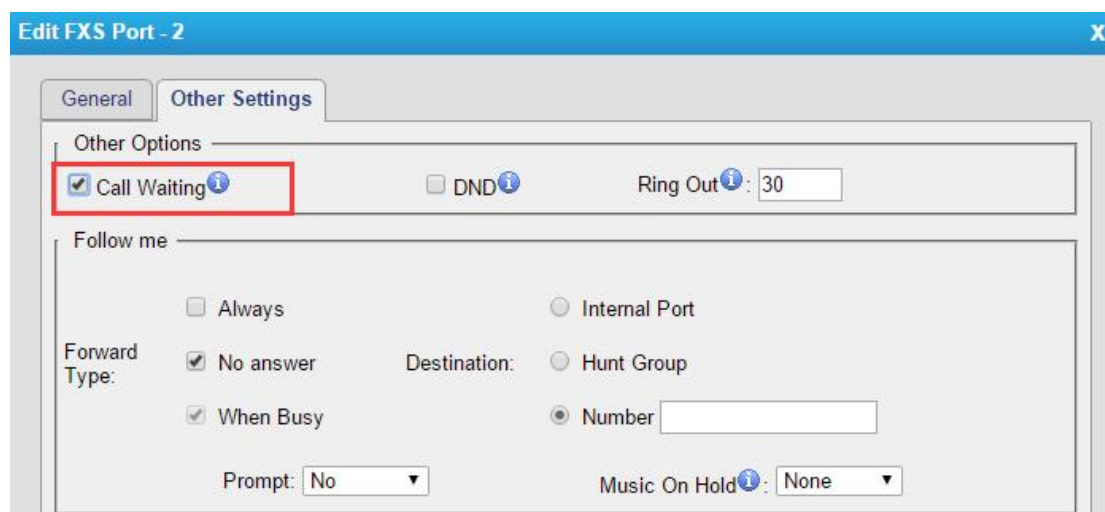 Edit FXS Port - 2 X
General Other Settings
Other Options
Call Waiting DND Ring Out : 30
Follow me
Always Internal Port
Forward Type: No answer Destination: Hunt Group
When Busy Number
Prompt: No Music On Hold : None